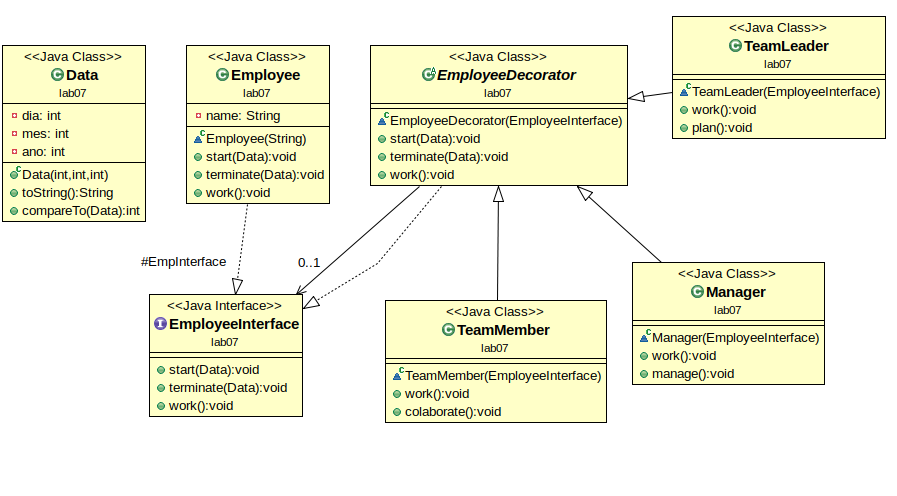 <<Java Class>>
Data
lab07
dia: int
mes: int
ano: int
Data(int,int,int)
toString():String
compareTo(Data):int
<<Java Class>>
Employee
lab07
name: String
Employee(String)
start(Data):void
terminate(Data):void
work():void
<<Java Class>>
EmployeeDecorator
lab07
EmployeeDecorator(EmployeeInterface)
start(Data):void
terminate(Data):void
work():void
<<Java Class>>
TeamLeader
lab07
TeamLeader(EmployeeInterface)
work():void
plan():void
#EmpInterface
0..1
<<Java Interface>>
EmployeeInterface
lab07
start(Data):void
terminate(Data):void
work():void
<<Java Class>>
TeamMember
lab07
TeamMember(EmployeeInterface)
work():void
colaborate():void
<<Java Class>>
Manager
lab07
Manager(EmployeeInterface)
work():void
manage():void